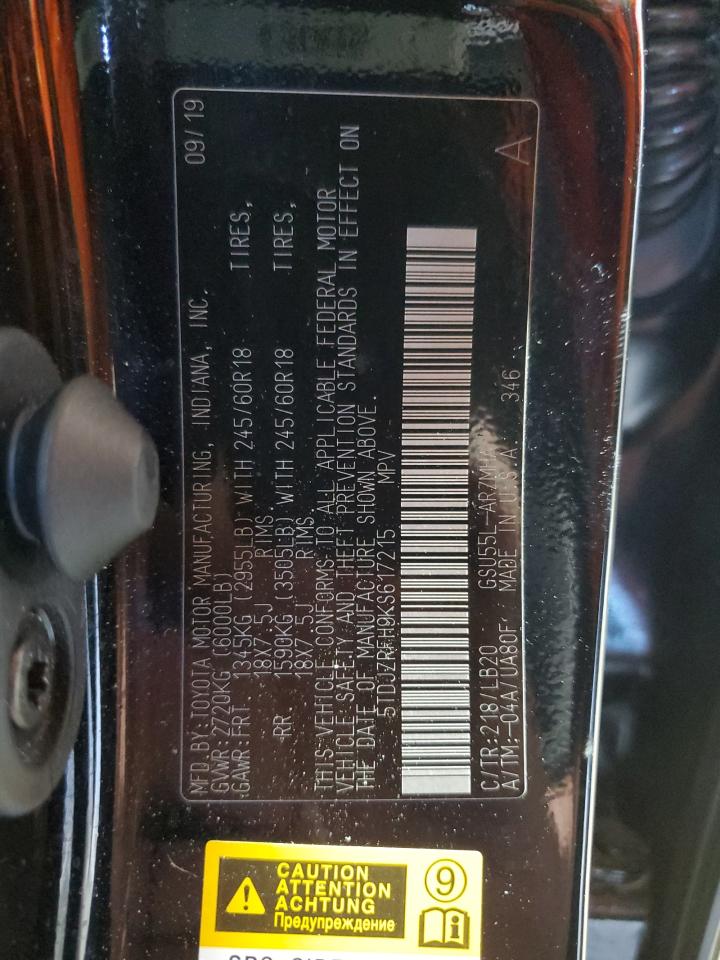 MFD.BY:TOYOTA MOTOR MANUFACTURING, INDIANA, INC. 09/19
GVWR:2720KG (6000LB)
GAWR:FRT 1345KG (2955LB) WITH 245/60R18 TIRES,
18X7.5J RIMS
RR. 1590KG (3505LB) WITH 245/60R18 TIRES,
18X7.5J RIMS
THIS VEHICLE CONFORMS TO ALL APPLICABLE FEDERAL MOTOR
VEHICLE SAFETY AND THEFT PREVENTION STANDARDS IN EFFECT ON
THE DATE OF MANUFACTURE SHOWN ABOVE.
MPV
C/TR:218/LB20
A/TM:-04A/UA80F MADE IN U.S.A. 346 A
CAUTION
ATTENTION
ACHTUNG
Предупреждение
9
i